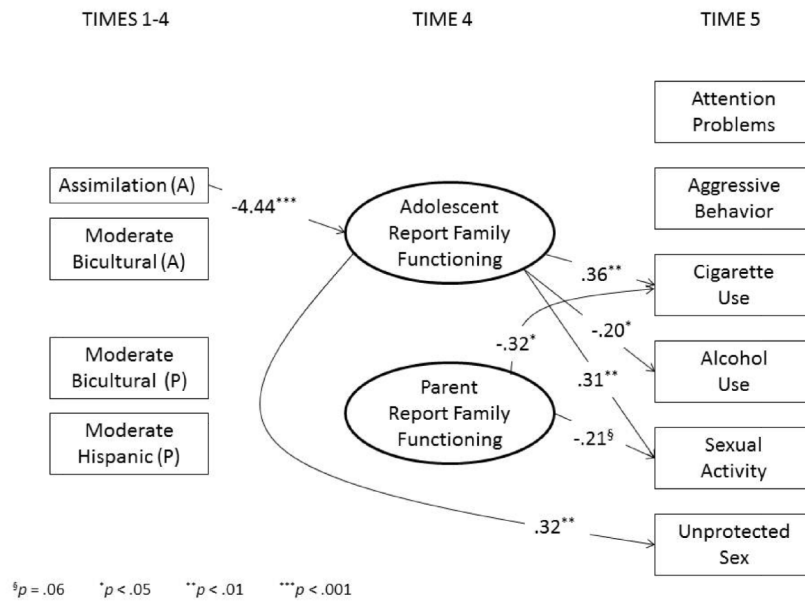 TIMES 1-4
TIME 4
TIME 5
Attention
Problems
Assimilation (A)
-4.44***
Adolescent
Report Family
Functioning
Aggressive
Behavior
Moderate
Bicultural (A)
.36**
Cigarette
Use
-.32*
-.20*
Moderate
Bicultural (P)
.31**
Alcohol
Use
Parent
Report Family
Functioning
Moderate
Hispanic (P)
-.21§
Sexual
Activity
.32**
Unprotected
Sex
§p = .06 *p < .05 **p < .01 ***p < .001